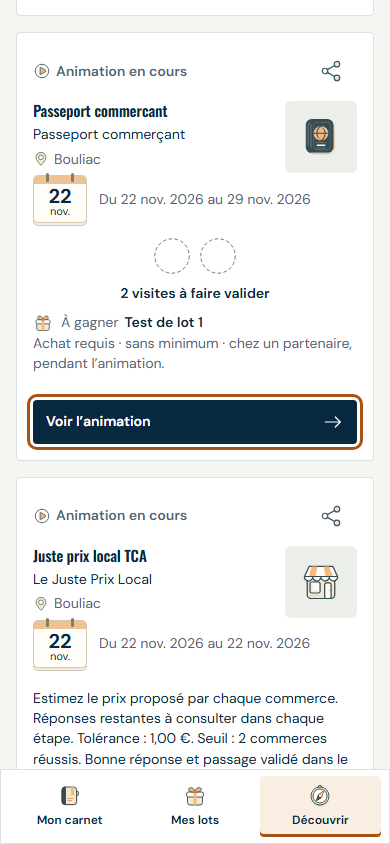 Animation en cours
Passeport commercant
Passeport commerçant
Bouliac
22
nov.
Du 22 nov. 2026 au 29 nov. 2026
2 visites à faire valider
À gagner Test de lot 1
Achat requis · sans minimum · chez un partenaire,
pendant l’animation.
Voir l’animation
Animation en cours
Juste prix local TCA
Le Juste Prix Local
Bouliac
22
nov.
Du 22 nov. 2026 au 22 nov. 2026
Estimez le prix proposé par chaque commerce.
Réponses restantes à consulter dans chaque
étape. Tolérance : 1,00 €. Seuil : 2 commerces
réussis. Bonne réponse et passage validé dans le
Mon carnet
Mes lots
Découvrir